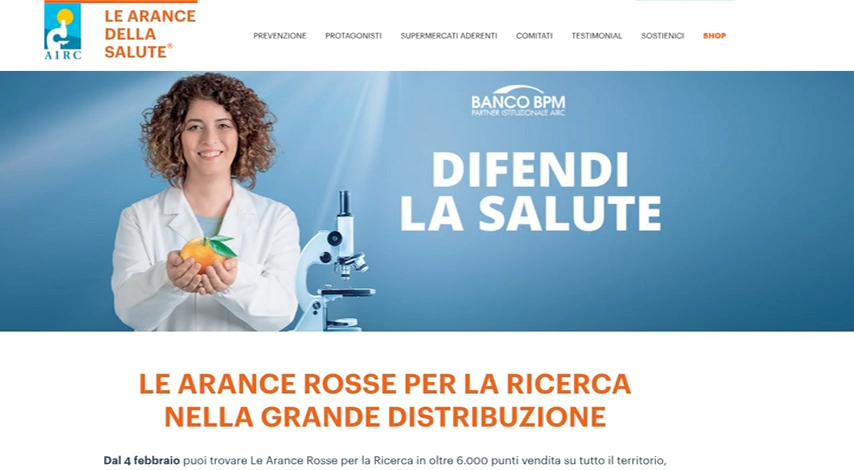 AIRC
LE ARANCE
DELLA
SALUTE®
PREVENZIONE PROTAGONISTI SUPERMERCATI ADERENTI COMITATI TESTIMONIAL SOSTIENICI SHOP
BANCO BPM
PARTNER ISTITUZIONALE AIRC
DIFENDI
LA SALUTE
LE ARANCE ROSSE PER LA RICERCA
NELLA GRANDE DISTRIBUZIONE
Dal 4 febbraio puoi trovare Le Arance Rosse per la Ricerca in oltre 6.000 punti vendita su tutto il territorio,